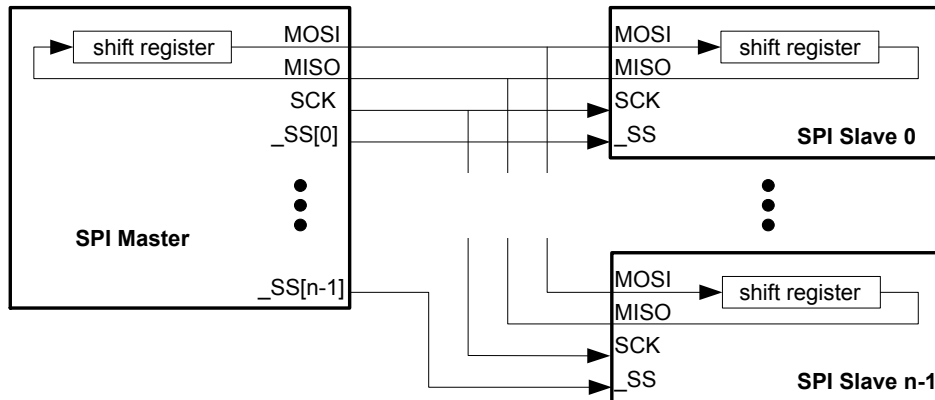 shift register
MOSI
MISO
SCK
_SS[0]
SPI Master
_SS[n-1]
MOSI
shift register
MISO
SCK
_SS
SPI Slave 0
MOSI
shift register
MISO
SCK
_SS
SPI Slave n-1